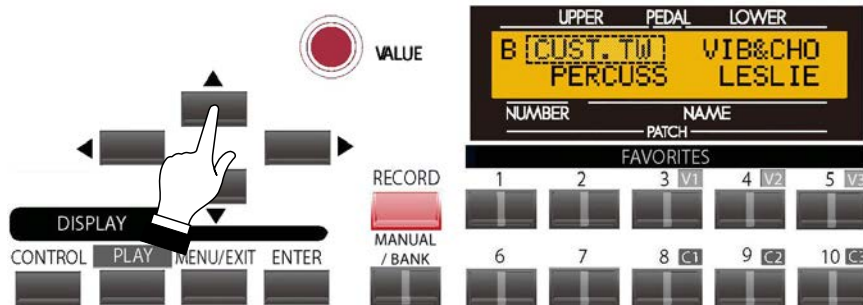 UPPER PEDAL LOWER
B CUST.TW VIB&CHO
PERCUSS LESLIE
NUMBER NAME
PATCH
VALUE
FAVORITES
RECORD
1 2 3 V1 4 V2 5 V3
DISPLAY
CONTROL PLAY MENU/EXIT ENTER
MANUAL
/ BANK
6 7 8 C1 9 C2 10 C3